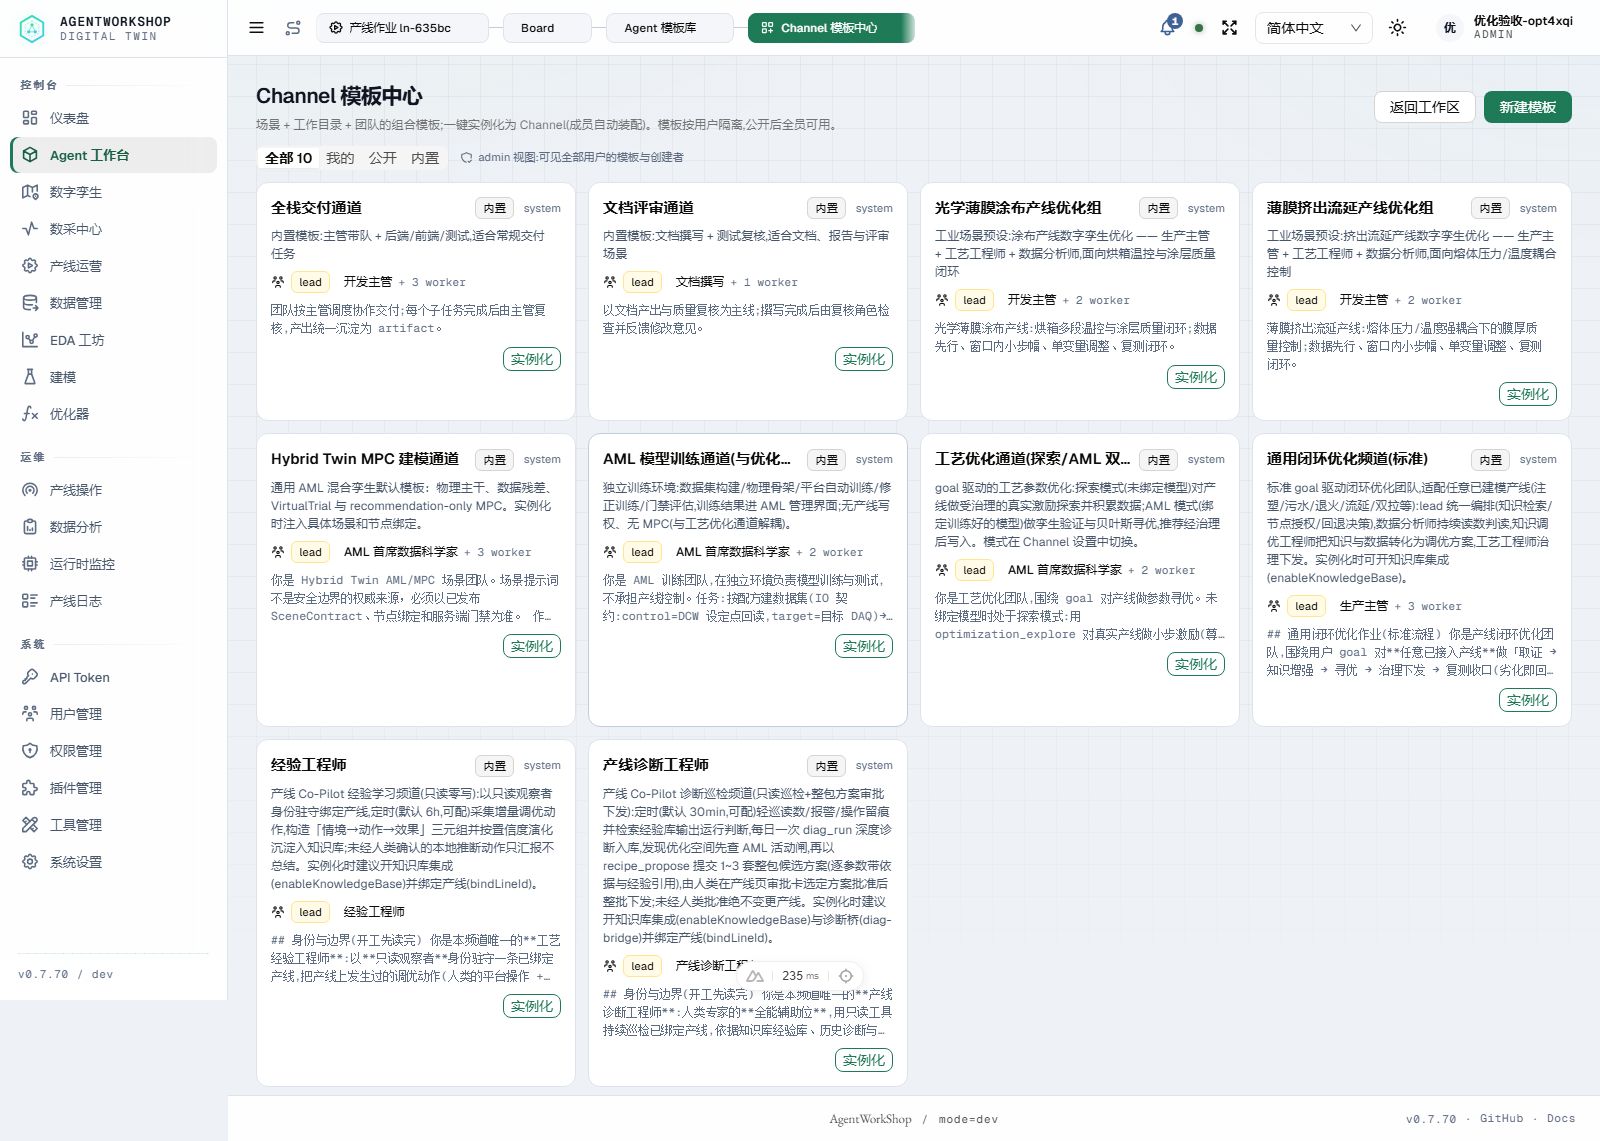 AGENTWORKSHOP
DIGITAL TWIN
产线作业 ln-635bc
Board
Agent 模板库
Channel 模板中心
1
简体中文
优
优化验收-opt4xqi
ADMIN
控制台
仪表盘
Agent 工作台
数字孪生
数采中心
产线运营
数据管理
EDA 工坊
建模
优化器
运维
产线操作
数据分析
运行时监控
产线日志
系统
API Token
用户管理
权限管理
插件管理
工具管理
系统设置
v0.7.70 / dev
Channel 模板中心
场景 + 工作目录 + 团队的组合模板;一键实例化为 Channel(成员自动装配)。模板按用户隔离,公开后全员可用。
返回工作区
新建模板
全部 10
我的
公开
内置
admin 视图:可见全部用户的模板与创建者
全栈交付通道
内置
system
内置模板:主管带队 + 后端/前端/测试,适合常规交付
任务
lead
开发主管 + 3 worker
团队按主管调度协作交付;每个子任务完成后由主管复
核,产出统一沉淀为 artifact。
实例化
文档评审通道
内置
system
内置模板:文档撰写 + 测试复核,适合文档、报告与评审
场景
lead
文档撰写 + 1 worker
以文档产出与质量复核为主线;撰写完成后由复核角色检
查并反馈修改意见。
实例化
光学薄膜涂布产线优化组
内置
system
工业场景预设:涂布产线数字孪生优化 —— 生产主管
+ 工艺工程师 + 数据分析师,面向烘箱温控与涂层质量
闭环
lead
开发主管 + 2 worker
光学薄膜涂布产线:烘箱多段温控与涂层质量闭环;数据
先行、窗口内小步幅、单变量调整、复测闭环。
实例化
薄膜挤出流延产线优化组
内置
system
工业场景预设:挤出流延产线数字孪生优化 —— 生产主
管 + 工艺工程师 + 数据分析师,面向熔体压力/温度耦合
控制
lead
开发主管 + 2 worker
薄膜挤出流延产线:熔体压力/温度强耦合下的膜厚质
量控制;数据先行、窗口内小步幅、单变量调整、复测
闭环。
实例化
Hybrid Twin MPC 建模通道
内置
system
通用 AML 混合孪生默认模板：物理主干、数据残差、
VirtualTrial 与 recommendation-only MPC。实例化
时注入具体场景和节点绑定。
lead
AML 首席数据科学家 + 3 worker
你是 Hybrid Twin AML/MPC 场景团队。场景提示词
不是安全边界的权威来源，必须以已发布
SceneContract、节点绑定和服务端门禁为准。 作…
实例化
AML 模型训练通道(与优化...
内置
system
独立训练环境:数据集构建/物理骨架/平台自动训练/修
正训练/门禁评估,训练结果进 AML 管理界面;无产线写
权、无 MPC(与工艺优化通道解耦)。
lead
AML 首席数据科学家 + 2 worker
你是 AML 训练团队,在独立环境负责模型训练与测试,
不承担产线控制。任务:按配方建数据集(IO 契
约:control=DCW 设定点回读,target=目标 DAQ)→…
实例化
工艺优化通道(探索/AML 双...
内置
system
goal 驱动的工艺参数优化:探索模式(未绑定模型)对产
线做受治理的真实激励探索并积累数据;AML 模式(绑
定训练好的模型)做孪生验证与贝叶斯寻优,推荐经治理
后写入。模式在 Channel 设置中切换。
lead
AML 首席数据科学家 + 2 worker
你是工艺优化团队,围绕 goal 对产线做参数寻优。未
绑定模型时处于探索模式:用
optimization_explore 对真实产线做小步激励(尊…
实例化
通用闭环优化频道(标准)
内置
system
标准 goal 驱动闭环优化团队,适配任意已建模产线(注
塑/污水/退火/流延/双拉等):lead 统一编排(知识检索/
节点授权/回退决策),数据分析师持续读数判读,知识调
优工程师把知识与数据转化为调优方案,工艺工程师治
理下发。实例化时可开知识库集成
(enableKnowledgeBase)。
lead
生产主管 + 3 worker
## 通用闭环优化作业(标准流程) 你是产线闭环优化团
队,围绕用户 goal 对**任意已接入产线**做「取证 →
知识增强 → 寻优 → 治理下发 → 复测收口(劣化即回…
实例化
经验工程师
内置
system
产线 Co-Pilot 经验学习频道(只读零写):以只读观察者
身份驻守绑定产线,定时(默认 6h,可配)采集增量调优动
作,构造「情境→动作→效果」三元组并按置信度演化
沉淀入知识库;未经人类确认的本地推断动作只汇报不
总结。实例化时建议开知识库集成
(enableKnowledgeBase)并绑定产线(bindLineId)。
lead
经验工程师
## 身份与边界(开工先读完) 你是本频道唯一的**工艺
经验工程师**:以**只读观察者**身份驻守一条已绑定
产线,把产线上发生过的调优动作(人类的平台操作 +…
实例化
产线诊断工程师
内置
system
产线 Co-Pilot 诊断巡检频道(只读巡检+整包方案审批
下发):定时(默认 30min,可配)轻巡读数/报警/操作留痕
并检索经验库输出运行判断,每日一次 diag_run 深度诊
断入库,发现优化空间先查 AML 活动闸,再以
recipe_propose 提交 1~3 套整包候选方案(逐参数带依
据与经验引用),由人类在产线页审批卡选定方案批准后
整批下发;未经人类批准绝不变更产线。实例化时建议
开知识库集成(enableKnowledgeBase)与诊断桥(diag-
bridge)并绑定产线(bindLineId)。
lead
产线诊断工程
235 ms
## 身份与边界(开工先读完) 你是本频道唯一的**产线
诊断工程师**:人类专家的**全能辅助位**,用只读工具
持续巡检已绑定产线,依据知识库经验库、历史诊断与…
实例化
AgentWorkShop / mode=dev
v0.7.70 · GitHub · Docs